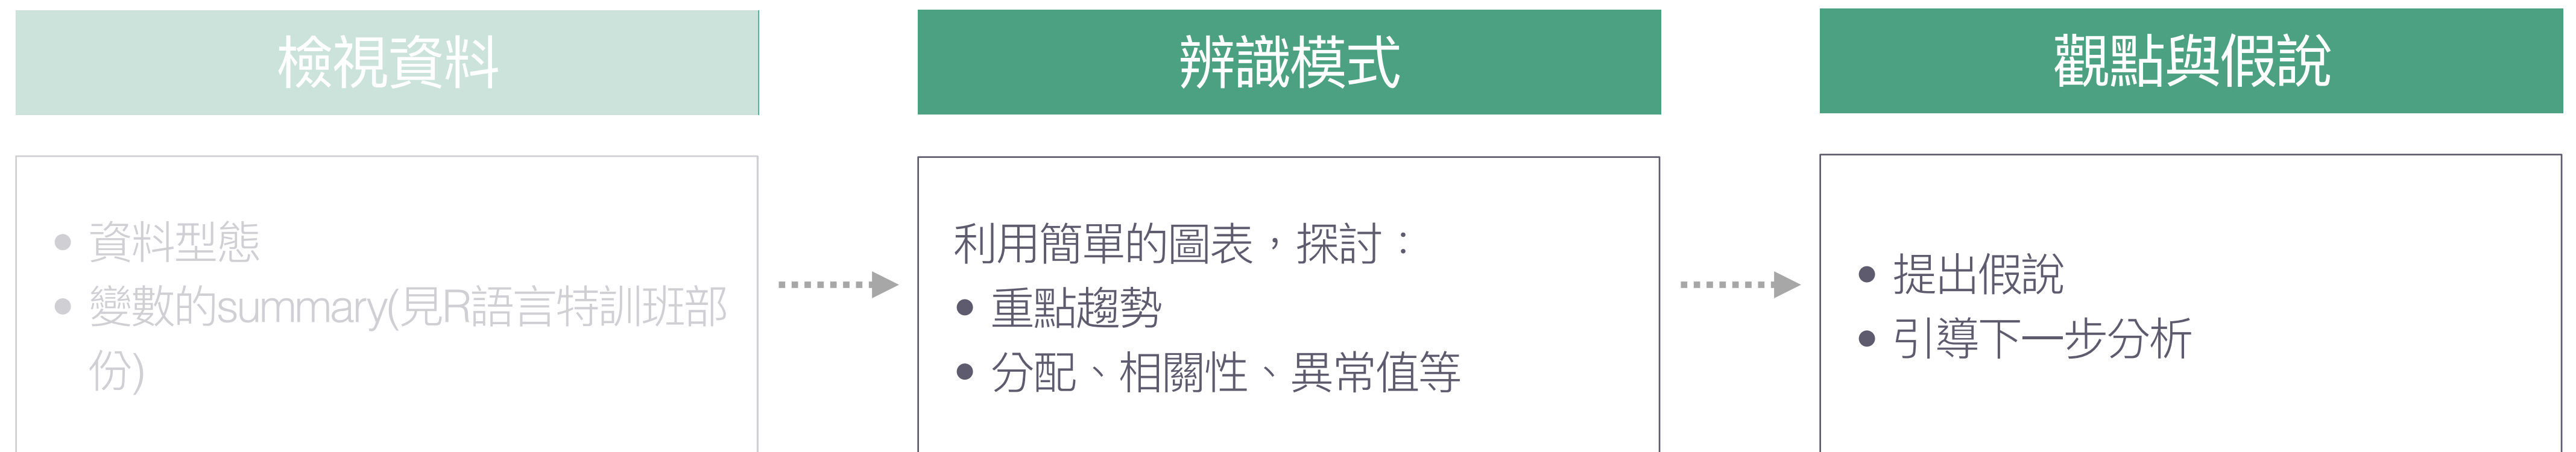 檢視資料
• 資料型態
• 變數的summary(見R語言特訓班部
份)
辨識模式
利用簡單的圖表，探討：
• 重點趨勢
• 分配、相關性、異常值等
觀點與假說
• 提出假說
• 引導下一步分析